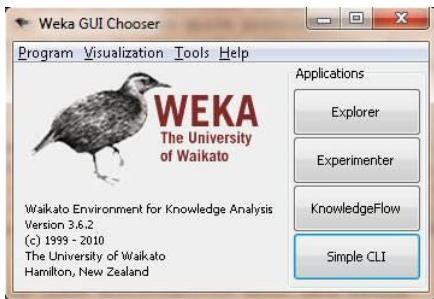 Weka GUI Chooser
Program Visualization Tools Help
WEKA
The University
of Waikato
Waikato Environment for Knowledge Analysis
Version 3.6.2
(c) 1999 - 2010
The University of Waikato
Hamilton, New Zealand
Applications
Explorer
Experimenter
KnowledgeFlow
Simple CLI